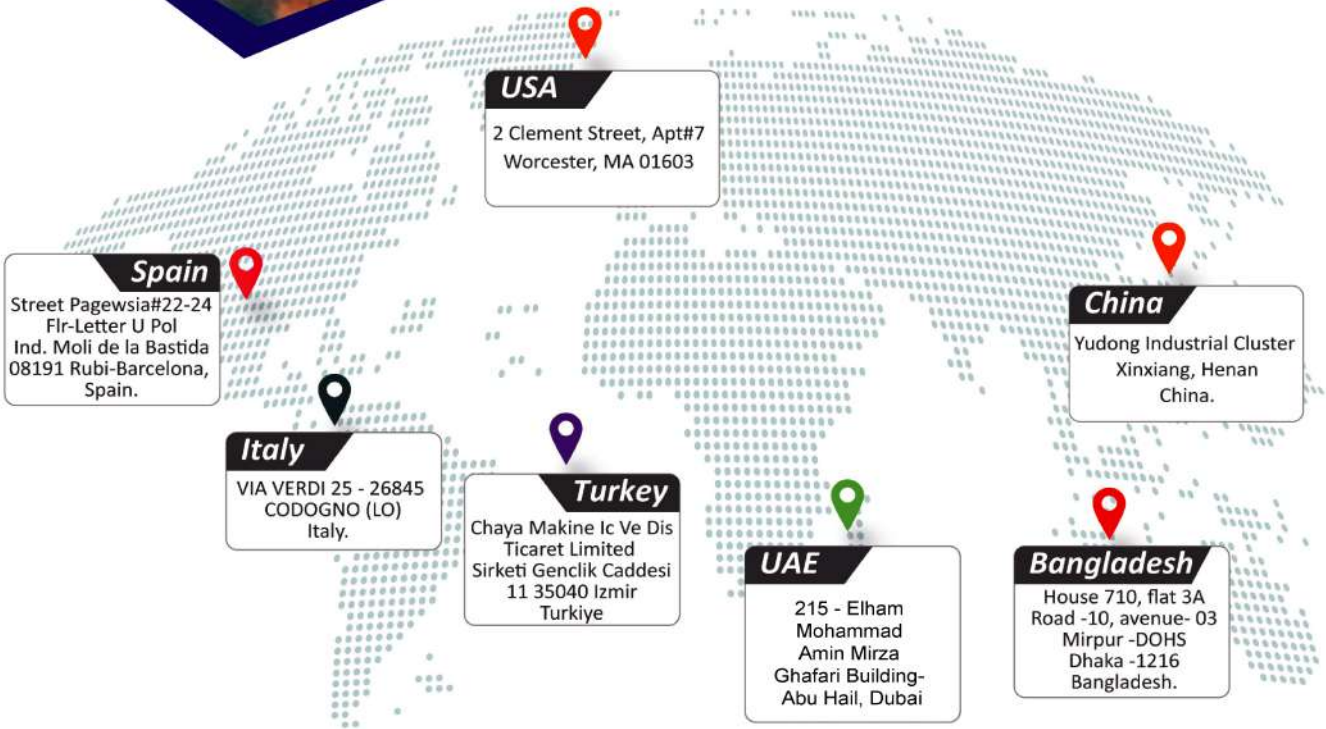 USA
2 Clement Street, Apt#7
Worcester, MA 01603
Spain
Street Pagewsia#22-24
Flr-Letter U Pol
Ind. Moli de la Bastida
08191 Rubi-Barcelona,
Spain.
China
Yudong Industrial Cluster
Xinxiang, Henan
China.
Italy
VIA VERDI 25 - 26845
CODOGNO (LO)
Italy.
Turkey
Chaya Makine Ic Ve Dis
Ticaret Limited
Sirketi Genclik Caddesi
11 35040 Izmir
Turkiye
UAE
215 - Elham
Mohammad
Amin Mirza
Ghafari Building-
Abu Hail, Dubai
Bangladesh
House 710, flat 3A
Road -10, avenue- 03
Mirpur -DOHS
Dhaka -1216
Bangladesh.